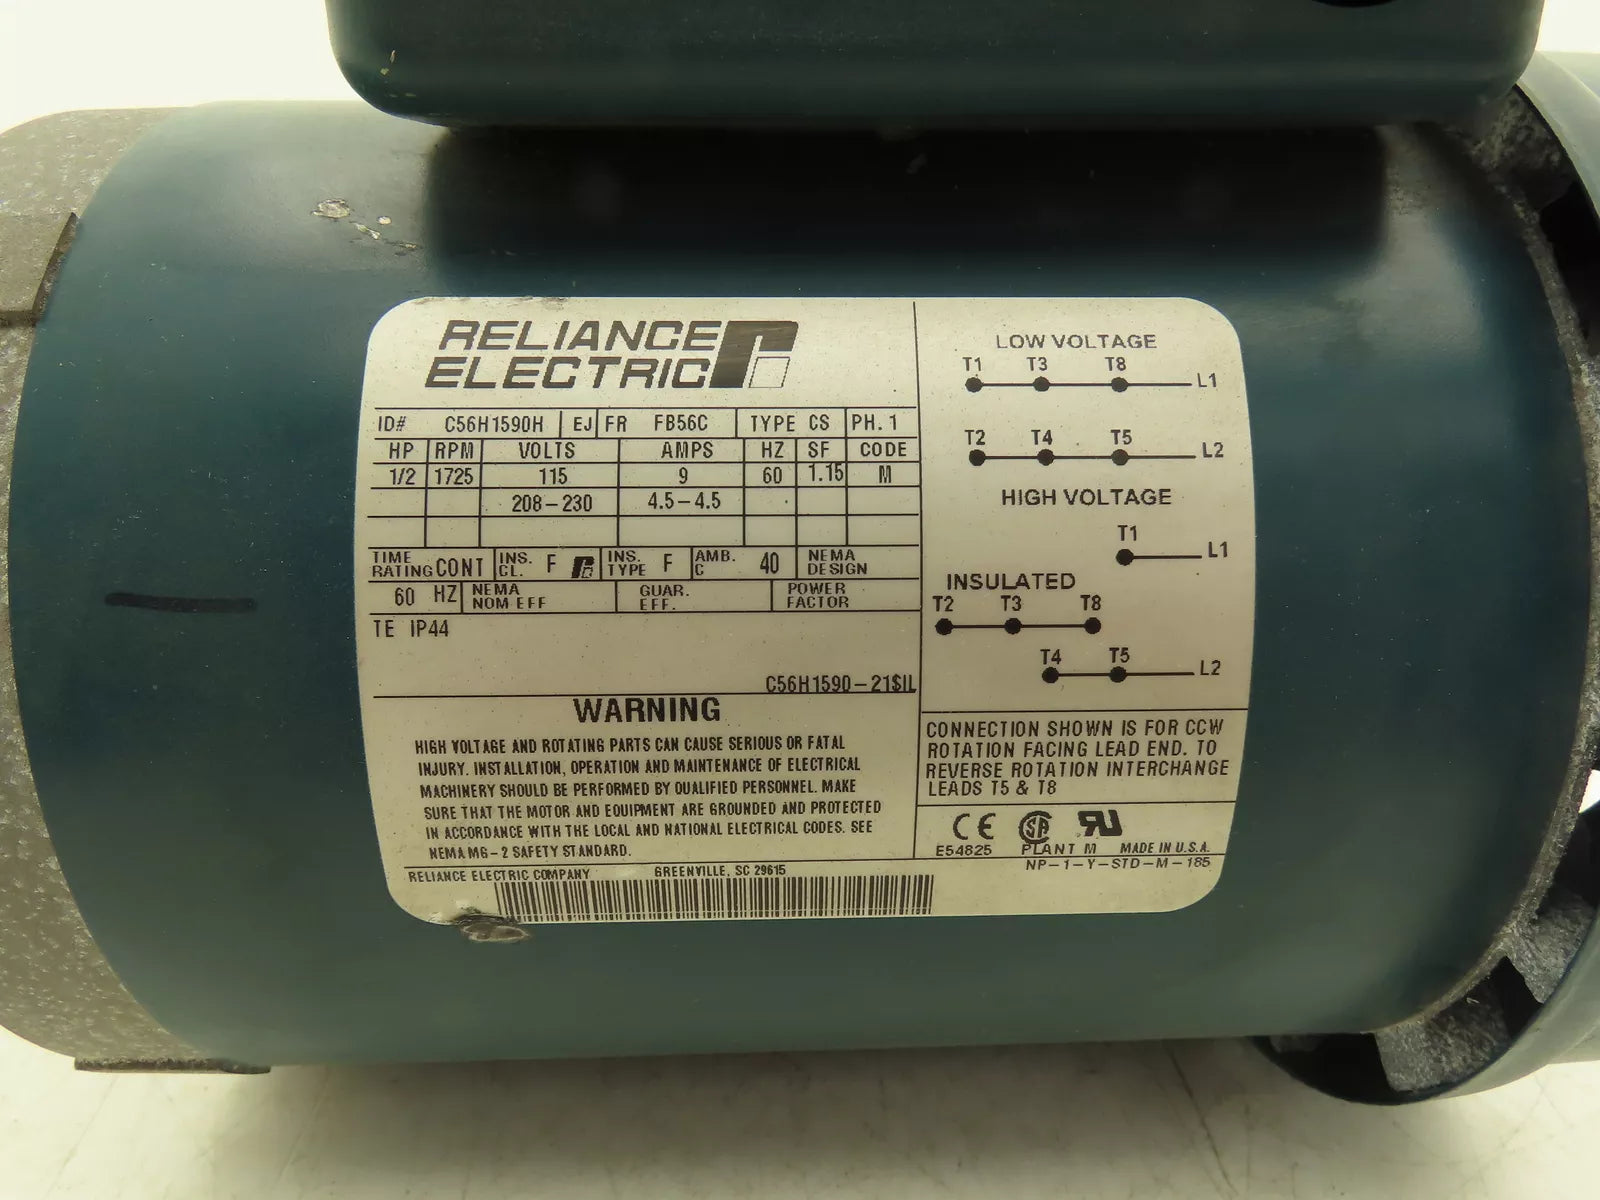 RELIANCE
ELECTRIC
ID# C56H1590H EJ FR FB56C TYPE CS PH. 1
HP RPM VOLTS AMPS HZ SF CODE
1/2 1725 115 9 60 1.15 M
208-230 4.5-4.5
TIME RATING CONT INS. CL. F INS. TYPE F AMB. C 40 NEMA DESIGN
60 HZ NEMA NOM EFF GUAR. EFF. POWER FACTOR
TE IP44
C56H1590-21$IL
WARNING
HIGH VOLTAGE AND ROTATING PARTS CAN CAUSE SERIOUS OR FATAL
INJURY. INSTALLATION, OPERATION AND MAINTENANCE OF ELECTRICAL
MACHINERY SHOULD BE PERFORMED BY QUALIFIED PERSONNEL. MAKE
SURE THAT THE MOTOR AND EQUIPMENT ARE GROUNDED AND PROTECTED
IN ACCORDANCE WITH THE LOCAL AND NATIONAL ELECTRICAL CODES. SEE
NEMA MG-2 SAFETY STANDARD.
RELIANCE ELECTRIC COMPANY GREENVILLE, SC 29615
LOW VOLTAGE
T1 T3 T8
L1
T2 T4 T5
L2
HIGH VOLTAGE
T1
L1
INSULATED
T2 T3 T8
T4 T5
L2
CONNECTION SHOWN IS FOR CCW
ROTATION FACING LEAD END. TO
REVERSE ROTATION INTERCHANGE
LEADS T5 & T8
CE SA RU
E54825 PLANT M MADE IN U.S.A.
NP-1-Y-STD-M-185